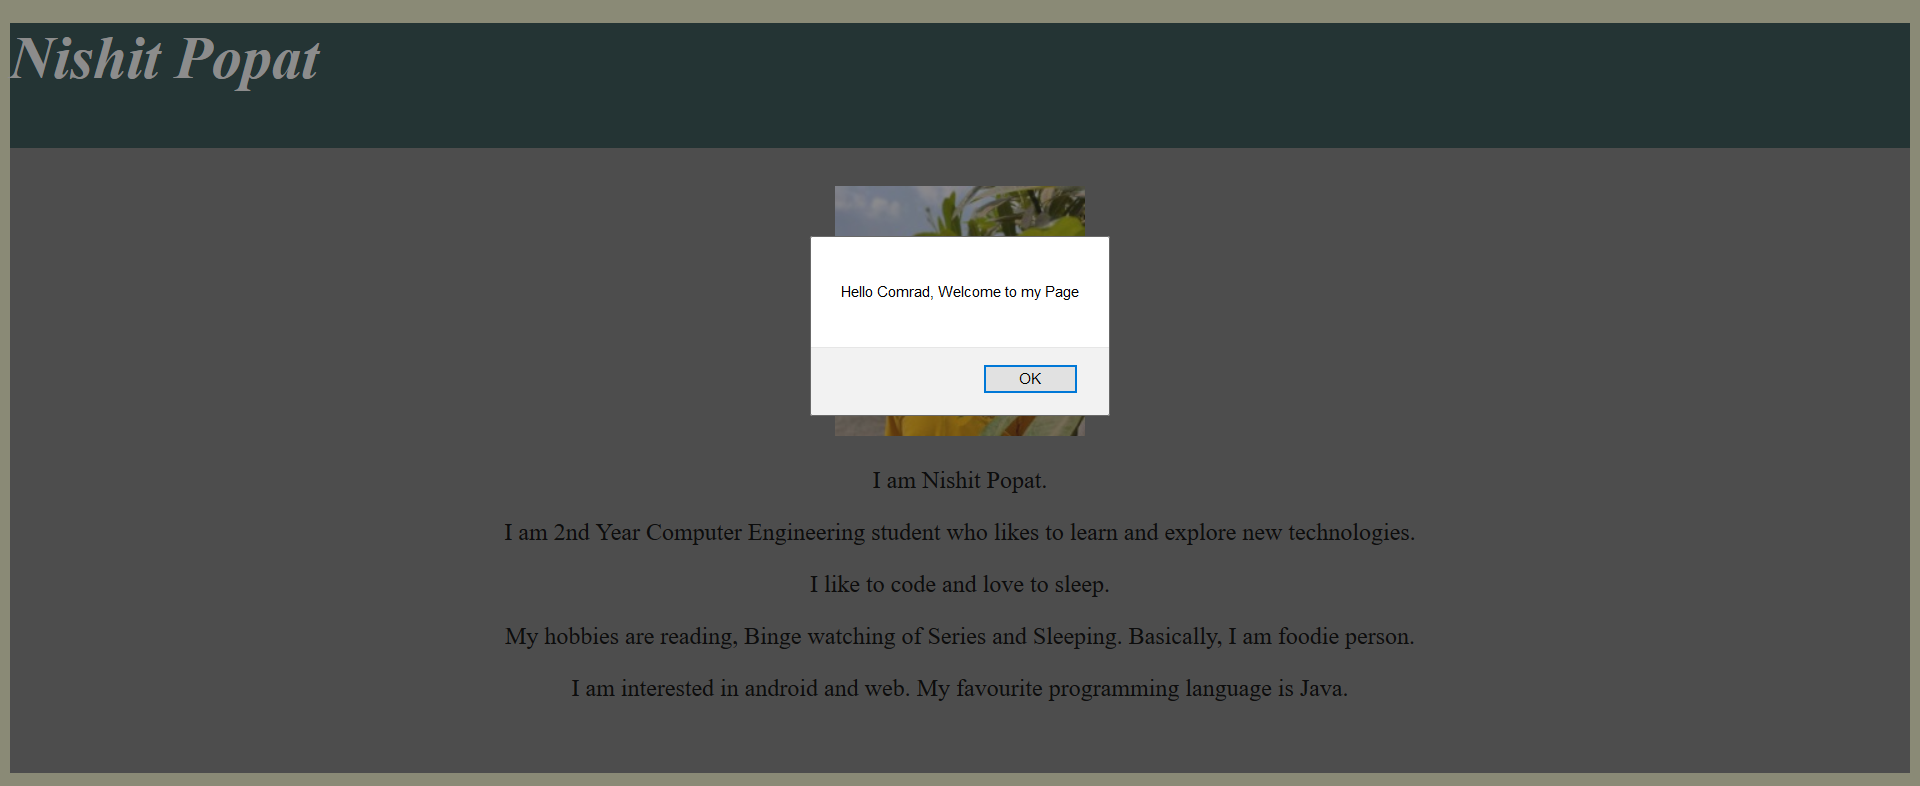 Nishit Popat
Hello Comrad, Welcome to my Page
OK
I am Nishit Popat.
I am 2nd Year Computer Engineering student who likes to learn and explore new technologies.
I like to code and love to sleep.
My hobbies are reading, Binge watching of Series and Sleeping. Basically, I am foodie person.
I am interested in android and web. My favourite programming language is Java.